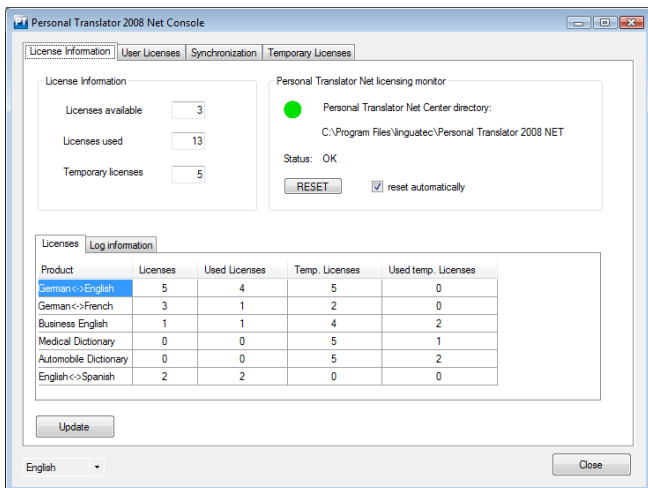 PT Personal Translator 2008 Net Console
License Information User Licenses Synchronization Temporary Licenses
License Information
Licenses available 3
Licenses used 13
Temporary licenses 5
Personal Translator Net licensing monitor
Personal Translator Net Center directory:
C:\Program Files\linguatec\Personal Translator 2008 NET
Status: OK
RESET reset automatically
Licenses Log information
Product Licenses Used Licenses Temp. Licenses Used temp. Licenses
German<->English 5 4 5 0
German<->French 3 1 2 0
Business English 1 1 4 2
Medical Dictionary 0 0 5 1
Automobile Dictionary 0 0 5 2
English<->Spanish 2 2 0 0
Update
English Close